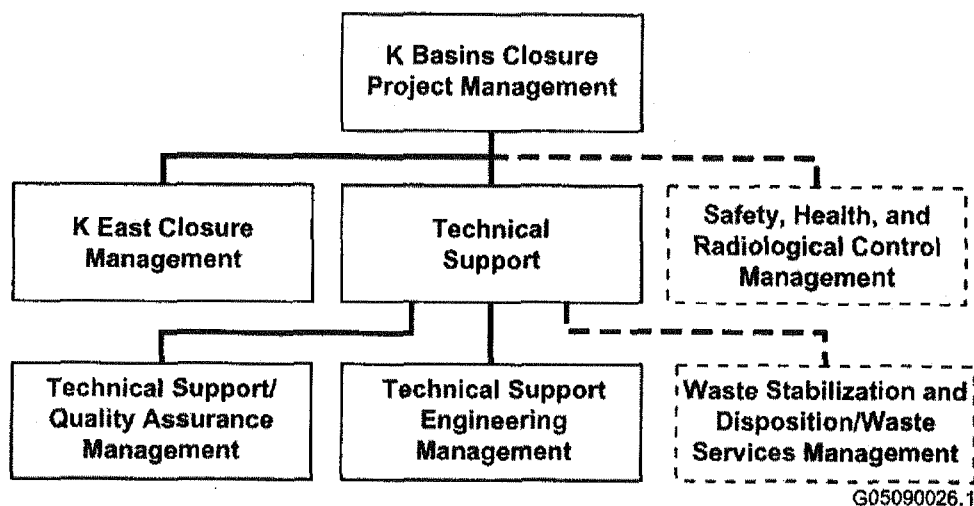 K Basins Closure
Project Management
K East Closure
Management
Technical
Support
Safety, Health, and
Radiological Control
Management
Technical Support/
Quality Assurance
Management
Technical Support
Engineering
Management
Waste Stabilization and
Disposition/Waste
Services Management
G05090026.1